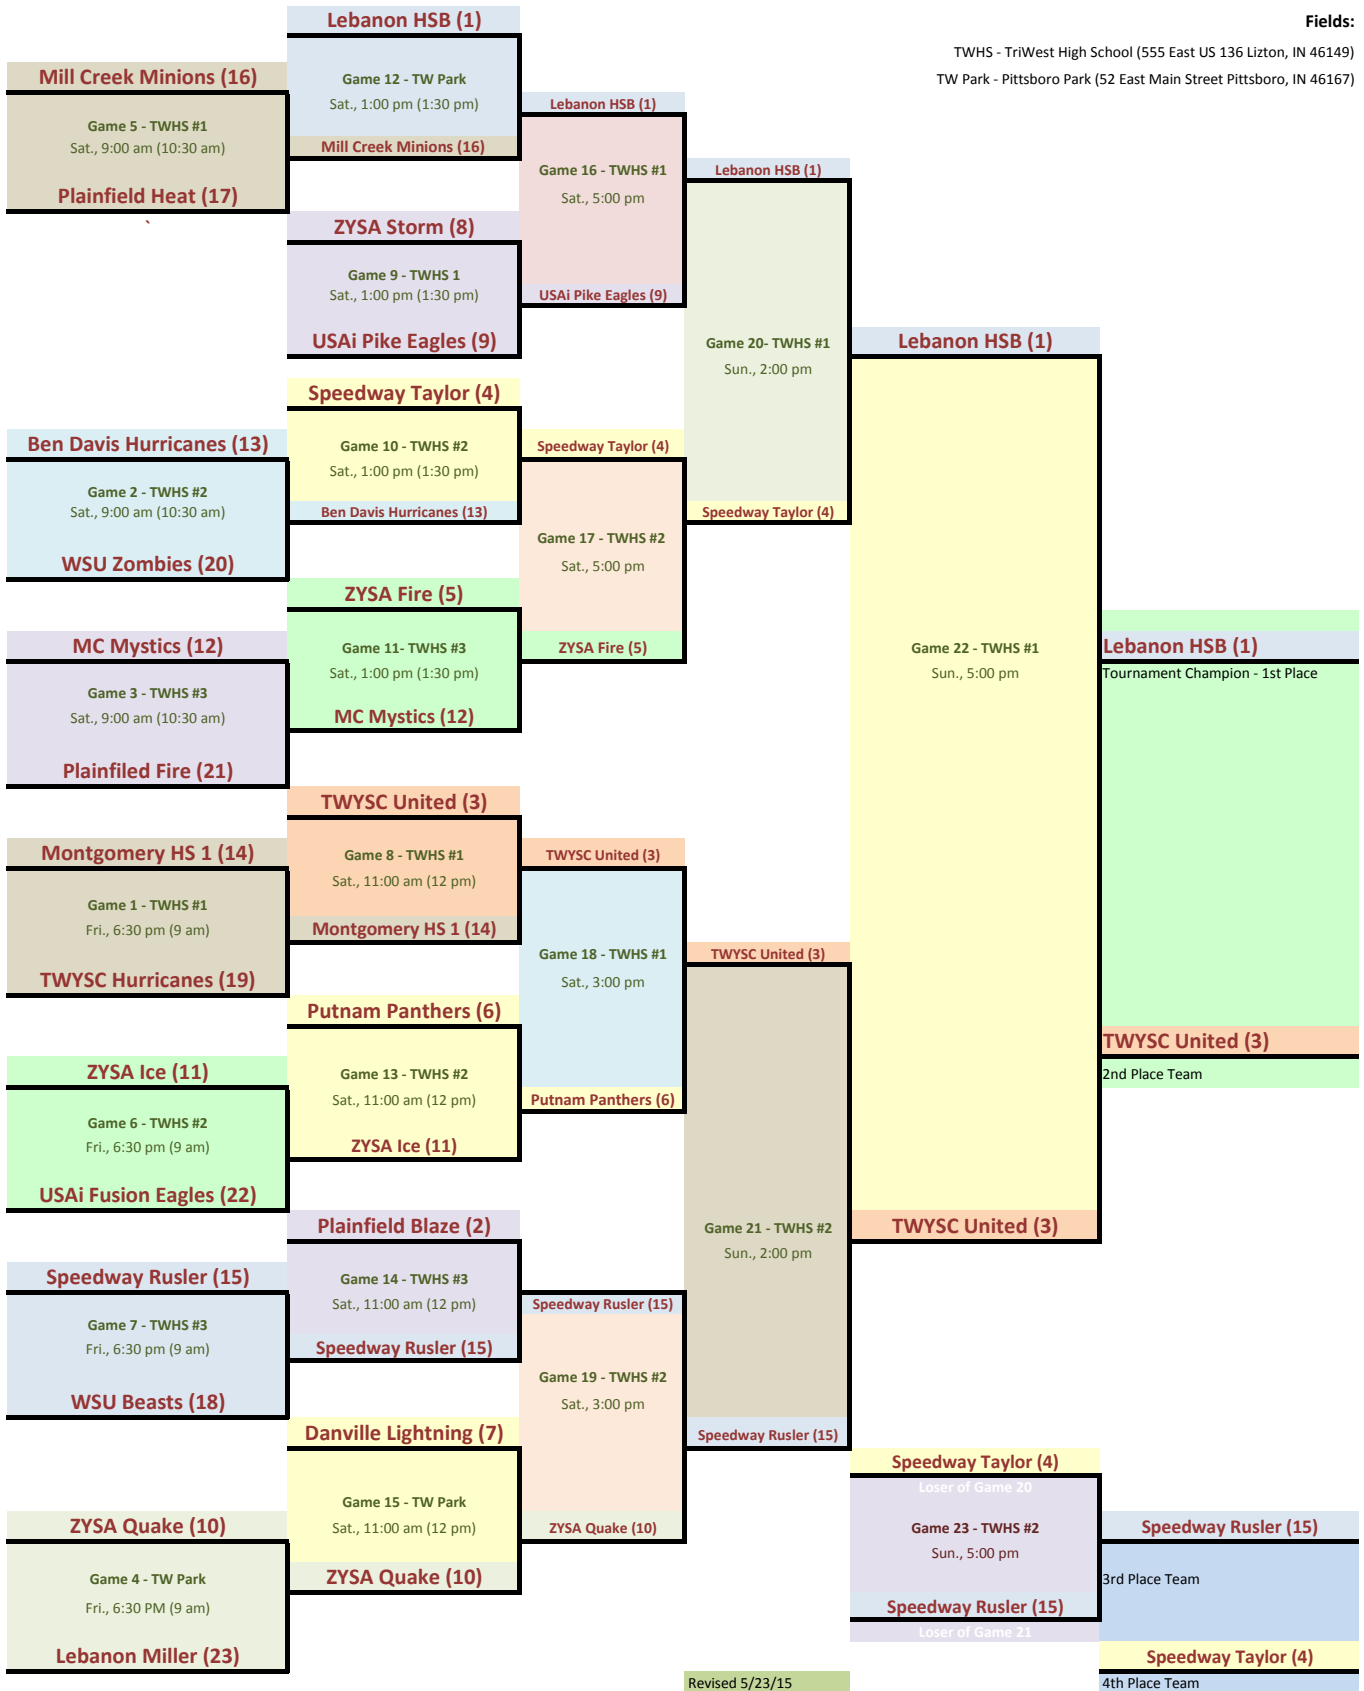 Lebanon HSB (1)
Fields:
TWHS - TriWest High School (555 East US 136 Lizton, IN 46149)
TW Park - Pittsboro Park (52 East Main Street Pittsboro, IN 46167)
Mill Creek Minions (16)
Game 5 - TWHS #1
Sat., 9:00 am (10:30 am)
Plainfield Heat (17)
`
Ben Davis Hurricanes (13)
Game 2 - TWHS #2
Sat., 9:00 am (10:30 am)
WSU Zombies (20)
MC Mystics (12)
Game 3 - TWHS #3
Sat., 9:00 am (10:30 am)
Plainfiled Fire (21)
Montgomery HS 1 (14)
Game 1 - TWHS #1
Fri., 6:30 pm (9 am)
TWYSC Hurricanes (19)
ZYSA Ice (11)
Game 6 - TWHS #2
Fri., 6:30 pm (9 am)
USAi Fusion Eagles (22)
Speedway Rusler (15)
Game 7 - TWHS #3
Fri., 6:30 pm (9 am)
WSU Beasts (18)
ZYSA Quake (10)
Game 4 - TW Park
Fri., 6:30 PM (9 am)
Lebanon Miller (23)
Game 12 - TW Park
Sat., 1:00 pm (1:30 pm)
Mill Creek Minions (16)
ZYSA Storm (8)
Game 9 - TWHS 1
Sat., 1:00 pm (1:30 pm)
USAi Pike Eagles (9)
Speedway Taylor (4)
Game 10 - TWHS #2
Sat., 1:00 pm (1:30 pm)
Ben Davis Hurricanes (13)
ZYSA Fire (5)
Game 11- TWHS #3
Sat., 1:00 pm (1:30 pm)
MC Mystics (12)
TWYSC United (3)
Game 8 - TWHS #1
Sat., 11:00 am (12 pm)
Montgomery HS 1 (14)
Putnam Panthers (6)
Game 13 - TWHS #2
Sat., 11:00 am (12 pm)
ZYSA Ice (11)
Plainfield Blaze (2)
Game 14 - TWHS #3
Sat., 11:00 am (12 pm)
Speedway Rusler (15)
Danville Lightning (7)
Game 15 - TW Park
Sat., 11:00 am (12 pm)
ZYSA Quake (10)
Lebanon HSB (1)
Game 16 - TWHS #1
Sat., 5:00 pm
USAi Pike Eagles (9)
Speedway Taylor (4)
Game 17 - TWHS #2
Sat., 5:00 pm
ZYSA Fire (5)
TWYSC United (3)
Game 18 - TWHS #1
Sat., 3:00 pm
Putnam Panthers (6)
Speedway Rusler (15)
Game 19 - TWHS #2
Sat., 3:00 pm
ZYSA Quake (10)
Lebanon HSB (1)
Game 20- TWHS #1
Sun., 2:00 pm
Speedway Taylor (4)
TWYSC United (3)
Game 21 - TWHS #2
Sun., 2:00 pm
Speedway Rusler (15)
Revised 5/23/15
Lebanon HSB (1)
Game 22 - TWHS #1
Sun., 5:00 pm
TWYSC United (3)
Speedway Taylor (4)
Loser of Game 20
Game 23 - TWHS #2
Sun., 5:00 pm
Speedway Rusler (15)
Loser of Game 21
Lebanon HSB (1)
Tournament Champion - 1st Place
TWYSC United (3)
2nd Place Team
Speedway Rusler (15)
3rd Place Team
Speedway Taylor (4)
4th Place Team